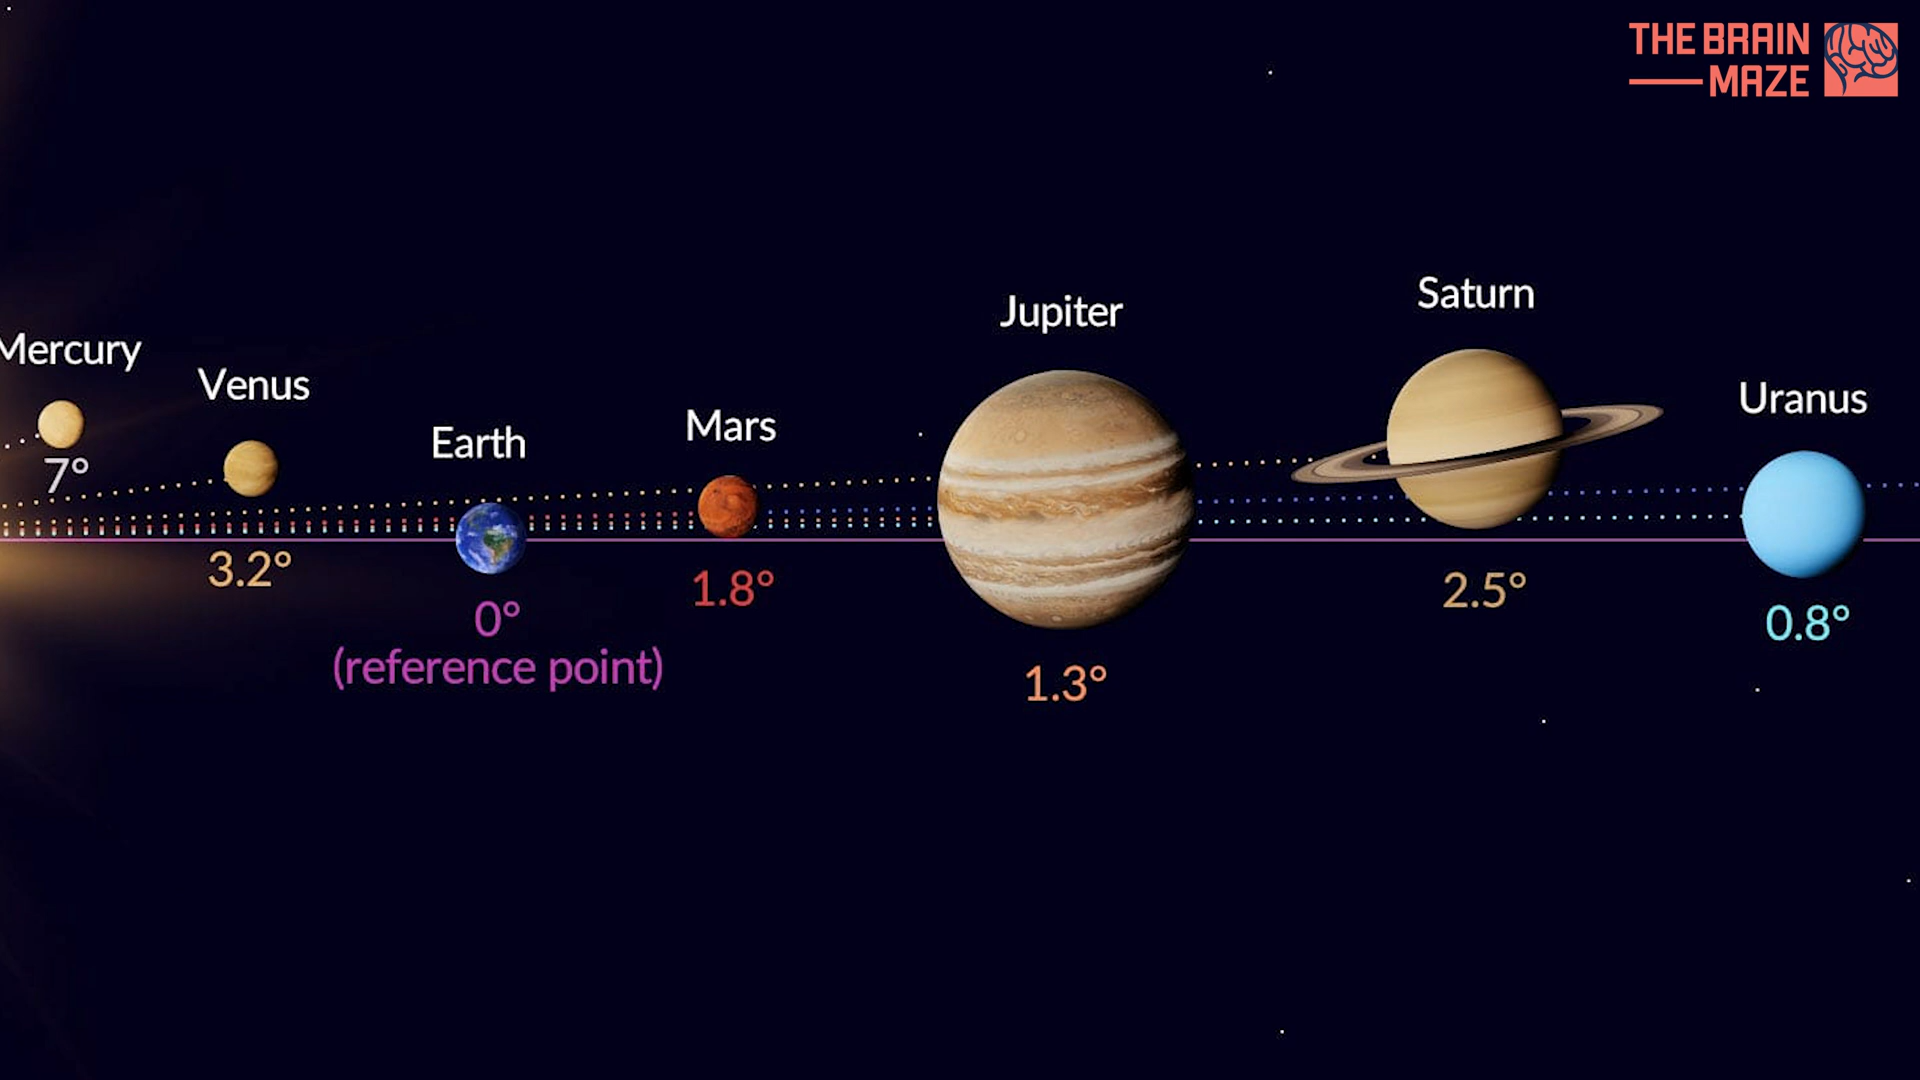 THE BRAIN
MAZE
Mercury
7°
Venus
3.2°
Earth
0°
(reference point)
Mars
1.8°
Jupiter
1.3°
Saturn
2.5°
Uranus
0.8°